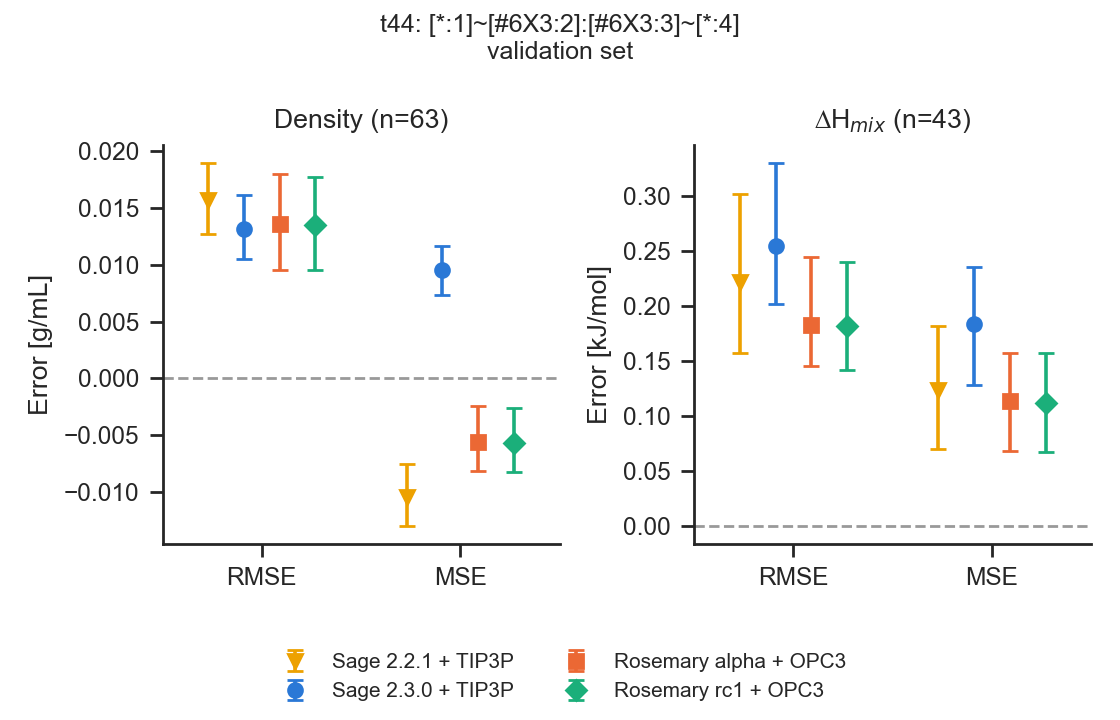 t44: [*:1]~[#6X3:2]:[#6X3:3]~[*:4]
validation set
Density (n=63)
0.020
0.015
0.010
0.005
0.000
−0.005
−0.010
Error [g/mL]
RMSE
MSE
ΔHmix (n=43)
0.30
0.25
0.20
0.15
0.10
0.05
0.00
Error [kJ/mol]
RMSE
MSE
Sage 2.2.1 + TIP3P
Sage 2.3.0 + TIP3P
Rosemary alpha + OPC3
Rosemary rc1 + OPC3